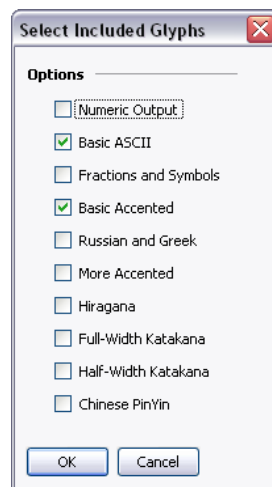 Select Included Glyphs
Options
Numeric Output
Basic ASCII
Fractions and Symbols
Basic Accented
Russian and Greek
More Accented
Hiragana
Full-Width Katakana
Half-Width Katakana
Chinese PinYin
OK Cancel